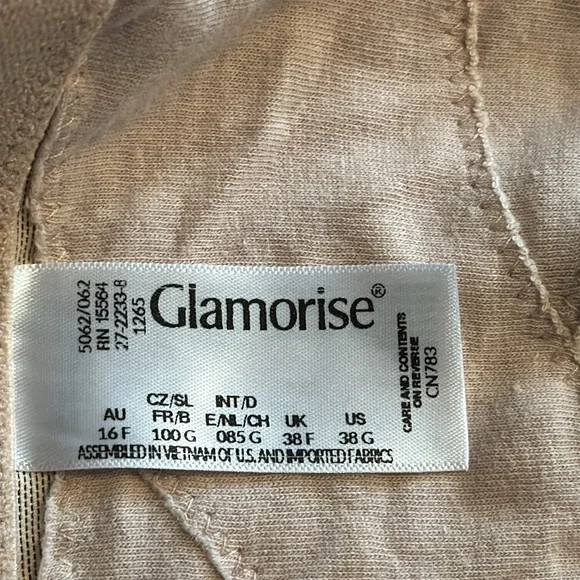 5062/062
RN 15564
27-2233-8
1265
Glamorise®
CZ/SL INT/D
AU FR/B E/NL/CH UK US
16 F 100 G 085 G 38 F 38 G
ASSEMBLED IN VIETNAM OF U.S. AND IMPORTED FABRICS
CARE AND CONTENTS
ON REVERSE
CN783